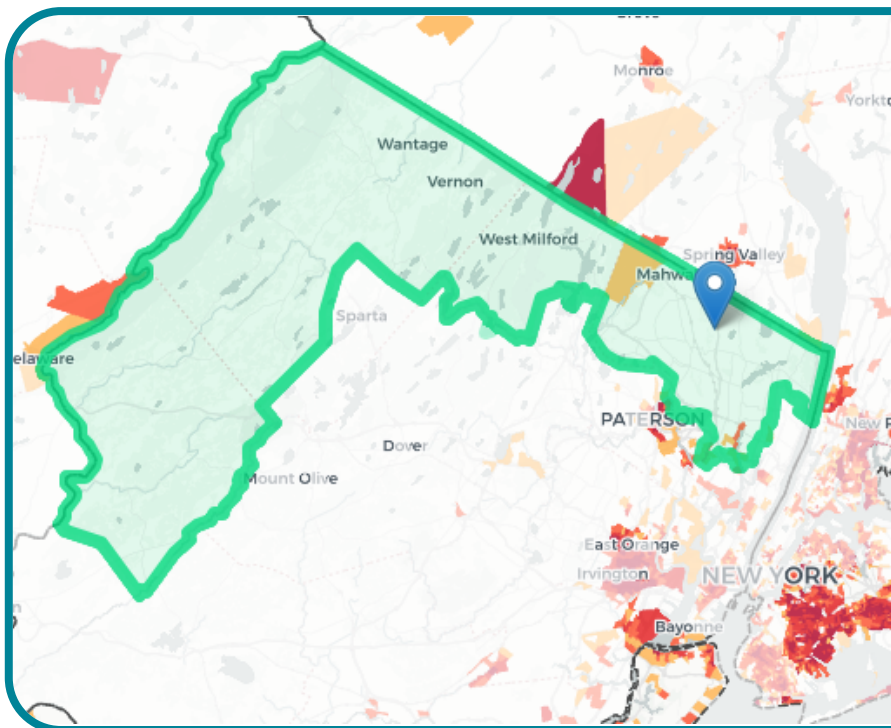 Monroe
Yorkto
Wantage
Vernon
West Milford
Spring Valley
Mahwa
Sparta
elaware
PATERSON
New R
Dover
Mount Olive
East Orange
Irvington
NEW YORK
Bayonne